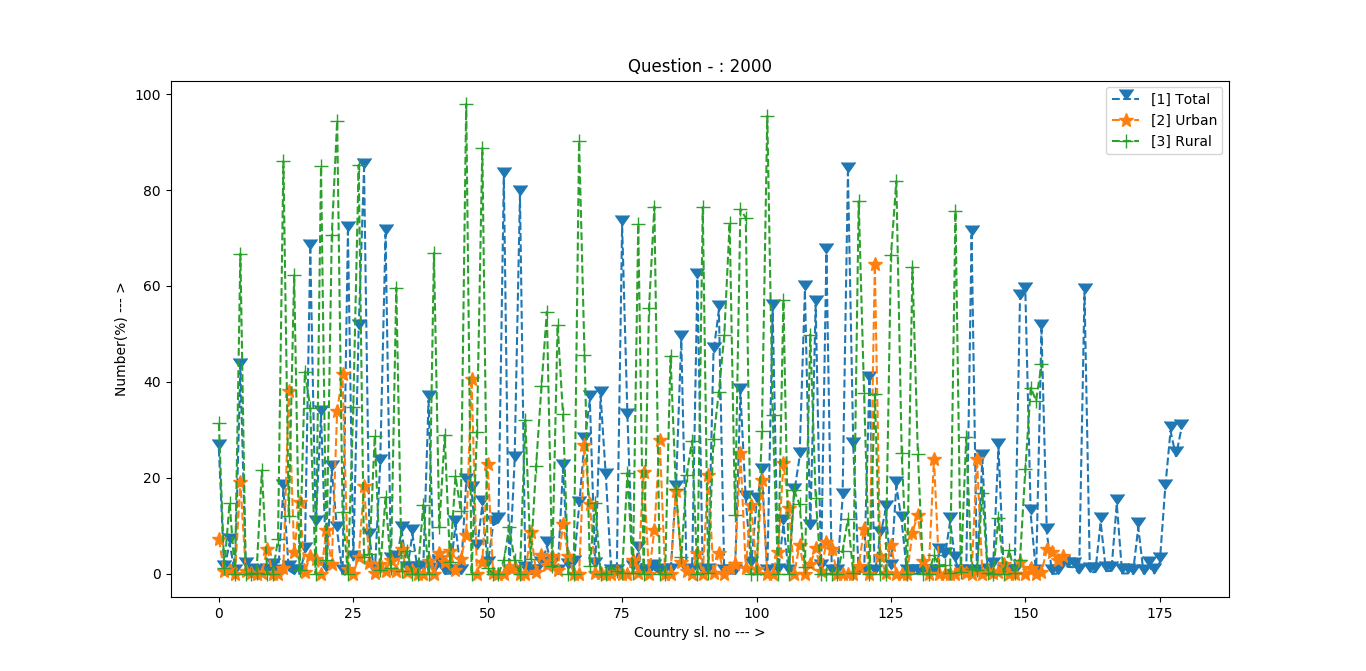 Question - : 2000
[1] Total
[2] Urban
[3] Rural
Number(%) --- >
100
80
60
40
20
0
0 25 50 75 100 125 150 175
Country sl. no --- >